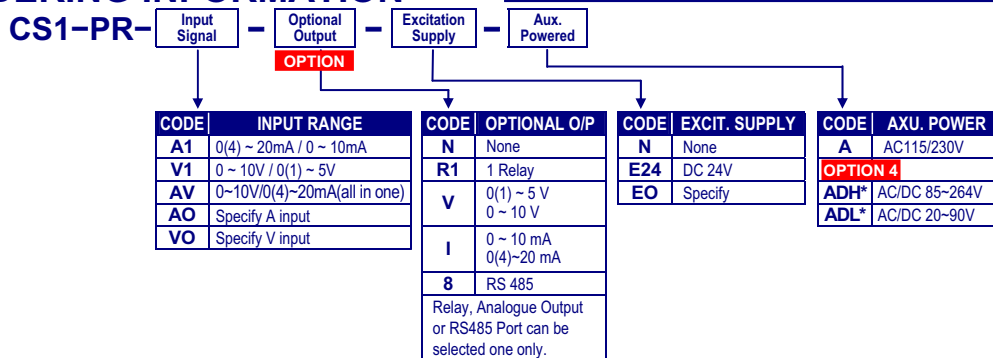 DERING INFORMATION
CS1−PR− Input Signal − Optional Output − Excitation Supply − Aux. Powered
OPTION
CODE INPUT RANGE
A1 0(4) ~ 20mA / 0 ~ 10mA
V1 0 ~ 10V / 0(1) ~ 5V
AV 0~10V/0(4)~20mA(all in one)
AO Specify A input
VO Specify V input
CODE OPTIONAL O/P
N None
R1 1 Relay
V 0(1) ~ 5 V
0 ~ 10 V
I 0 ~ 10 mA
0(4)~20 mA
8 RS 485
Relay, Analogue Output
or RS485 Port can be
selected one only.
CODE EXCIT. SUPPLY
N None
E24 DC 24V
EO Specify
CODE AXU. POWER
A AC115/230V
OPTION 4
ADH* AC/DC 85~264V
ADL* AC/DC 20~90V